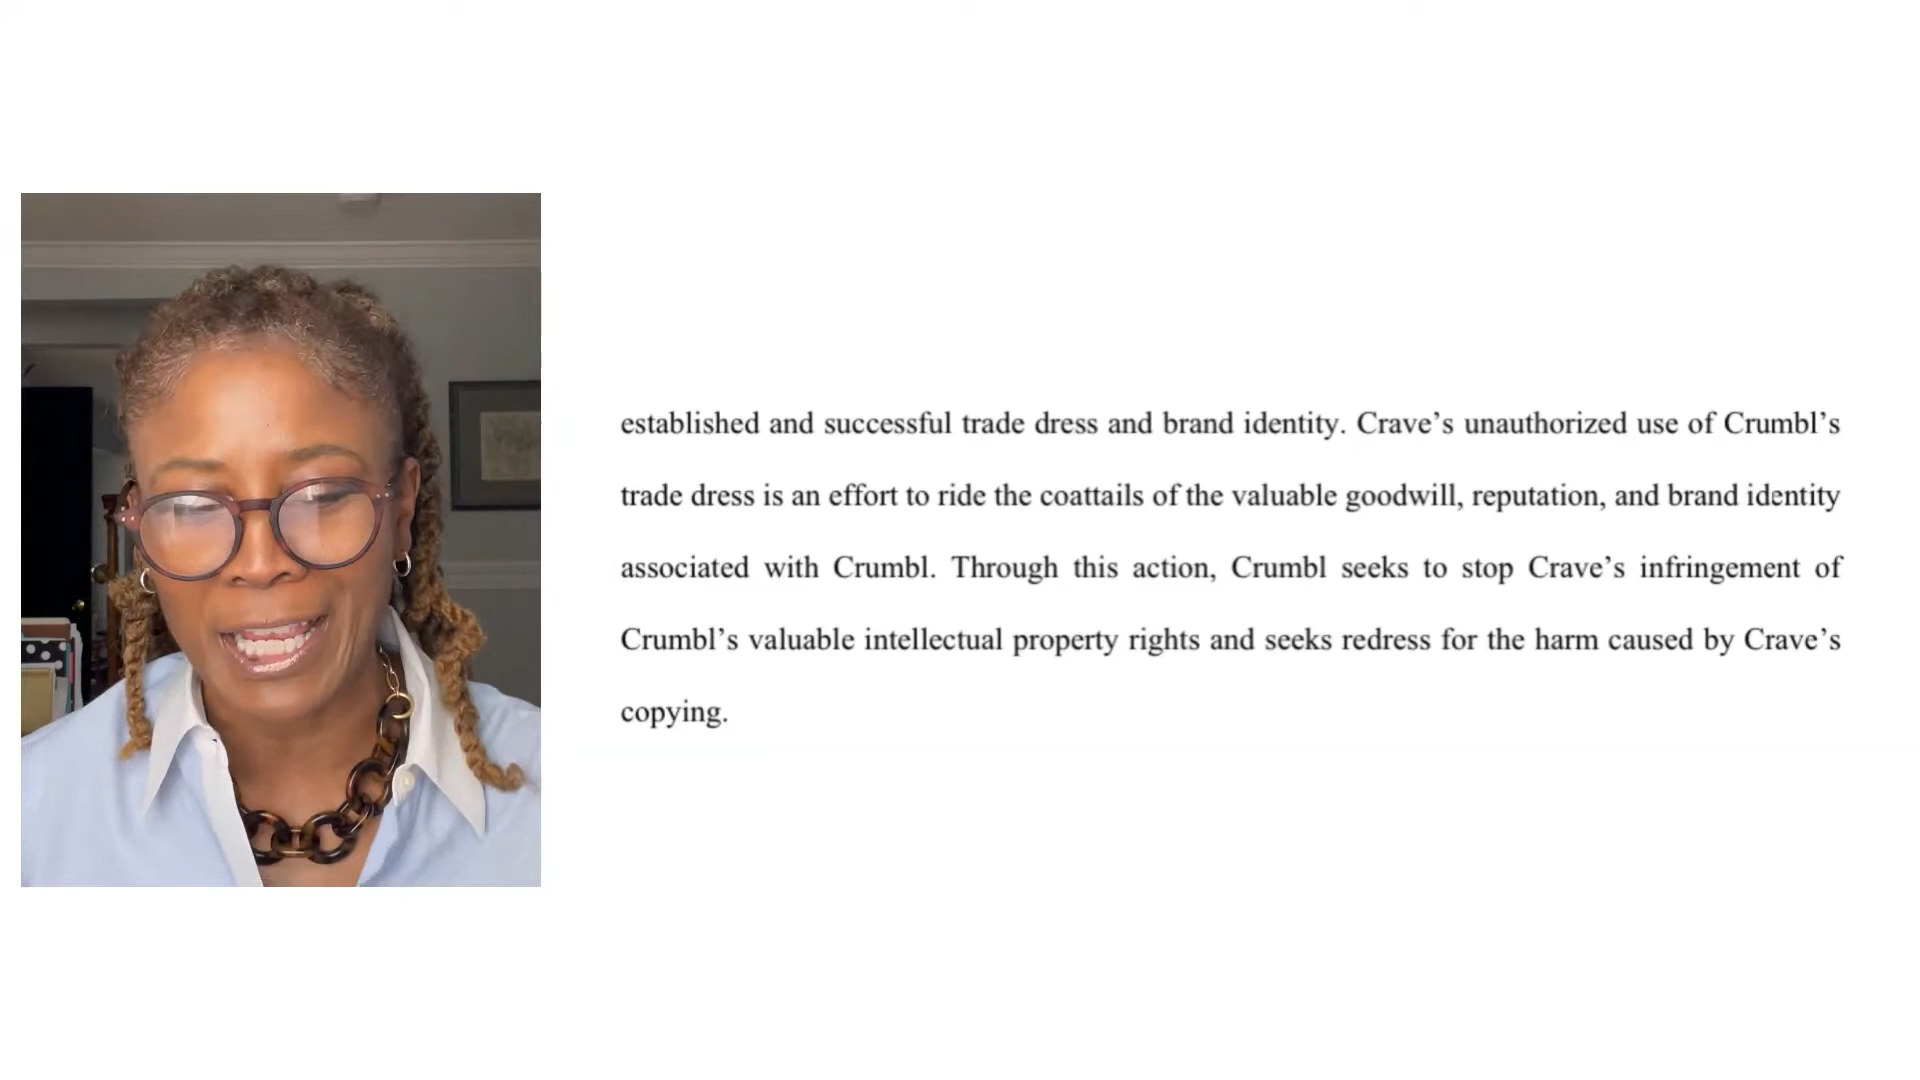 established and successful trade dress and brand identity. Crave’s unauthorized use of Crumbl’s
trade dress is an effort to ride the coattails of the valuable goodwill, reputation, and brand identity
associated with Crumbl. Through this action, Crumbl seeks to stop Crave’s infringement of
Crumbl’s valuable intellectual property rights and seeks redress for the harm caused by Crave’s
copying.